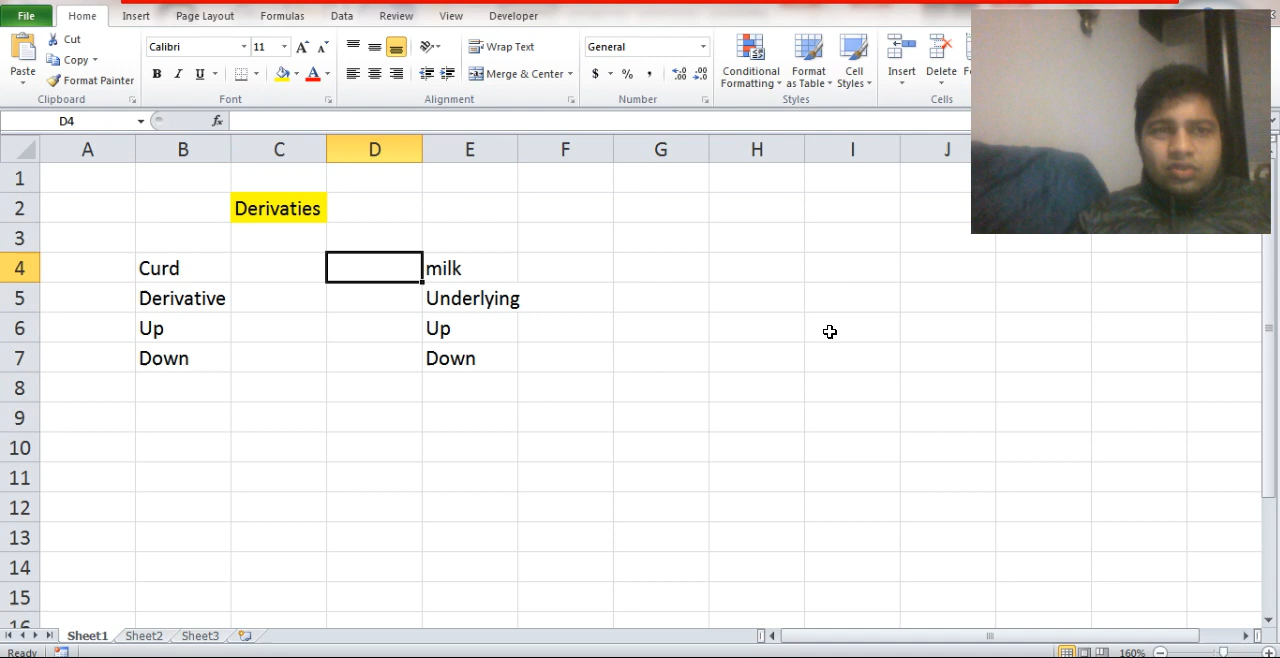 File Home Insert Page Layout Formulas Data Review View Developer
Cut
Copy
Format Painter
Paste
Clipboard
Calibri 11
B I U
Font
Wrap Text
Merge & Center
Alignment
General
$ % ,
Number
Conditional Formatting
Format as Table
Cell Styles
Styles
Insert Delete
Cells
D4 fx
A B C D E F G H I J
1
2 Derivaties
3
4 Curd milk
5 Derivative Underlying
6 Up Up
7 Down Down
8
9
10
11
12
13
14
15
16
Sheet1 Sheet2 Sheet3
Ready 160%